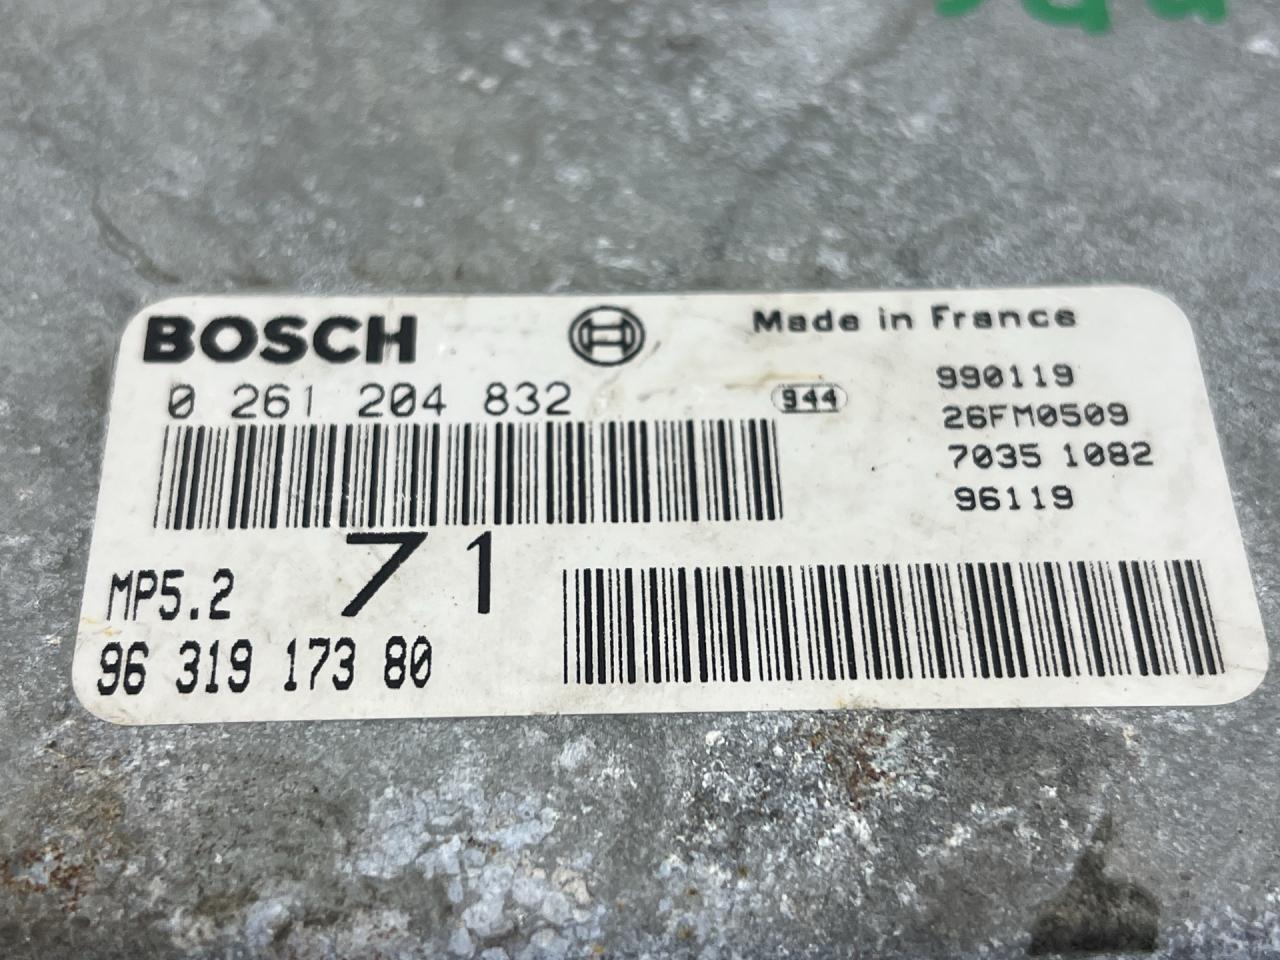 BOSCH
Made in France
0 261 204 832
944
990119
26FM0509
7035 1082
96119
71
MP5.2
96 319 173 80